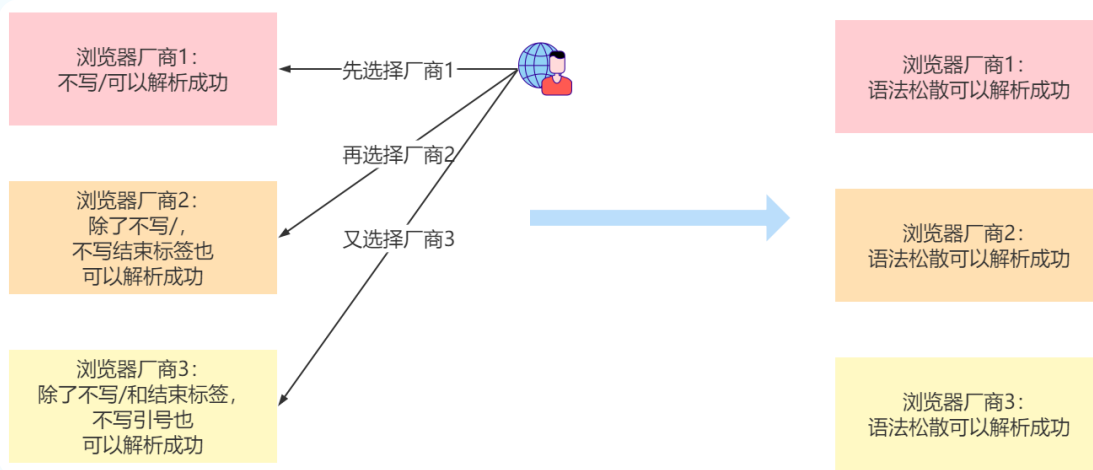 浏览器厂商1：
不写/可以解析成功
先选择厂商1
浏览器厂商1：
语法松散可以解析成功
再选择厂商2
浏览器厂商2：
除了不写/，
不写结束标签也
可以解析成功
又选择厂商3
浏览器厂商2：
语法松散可以解析成功
浏览器厂商3：
除了不写/和结束标签，
不写引号也
可以解析成功
浏览器厂商3：
语法松散可以解析成功